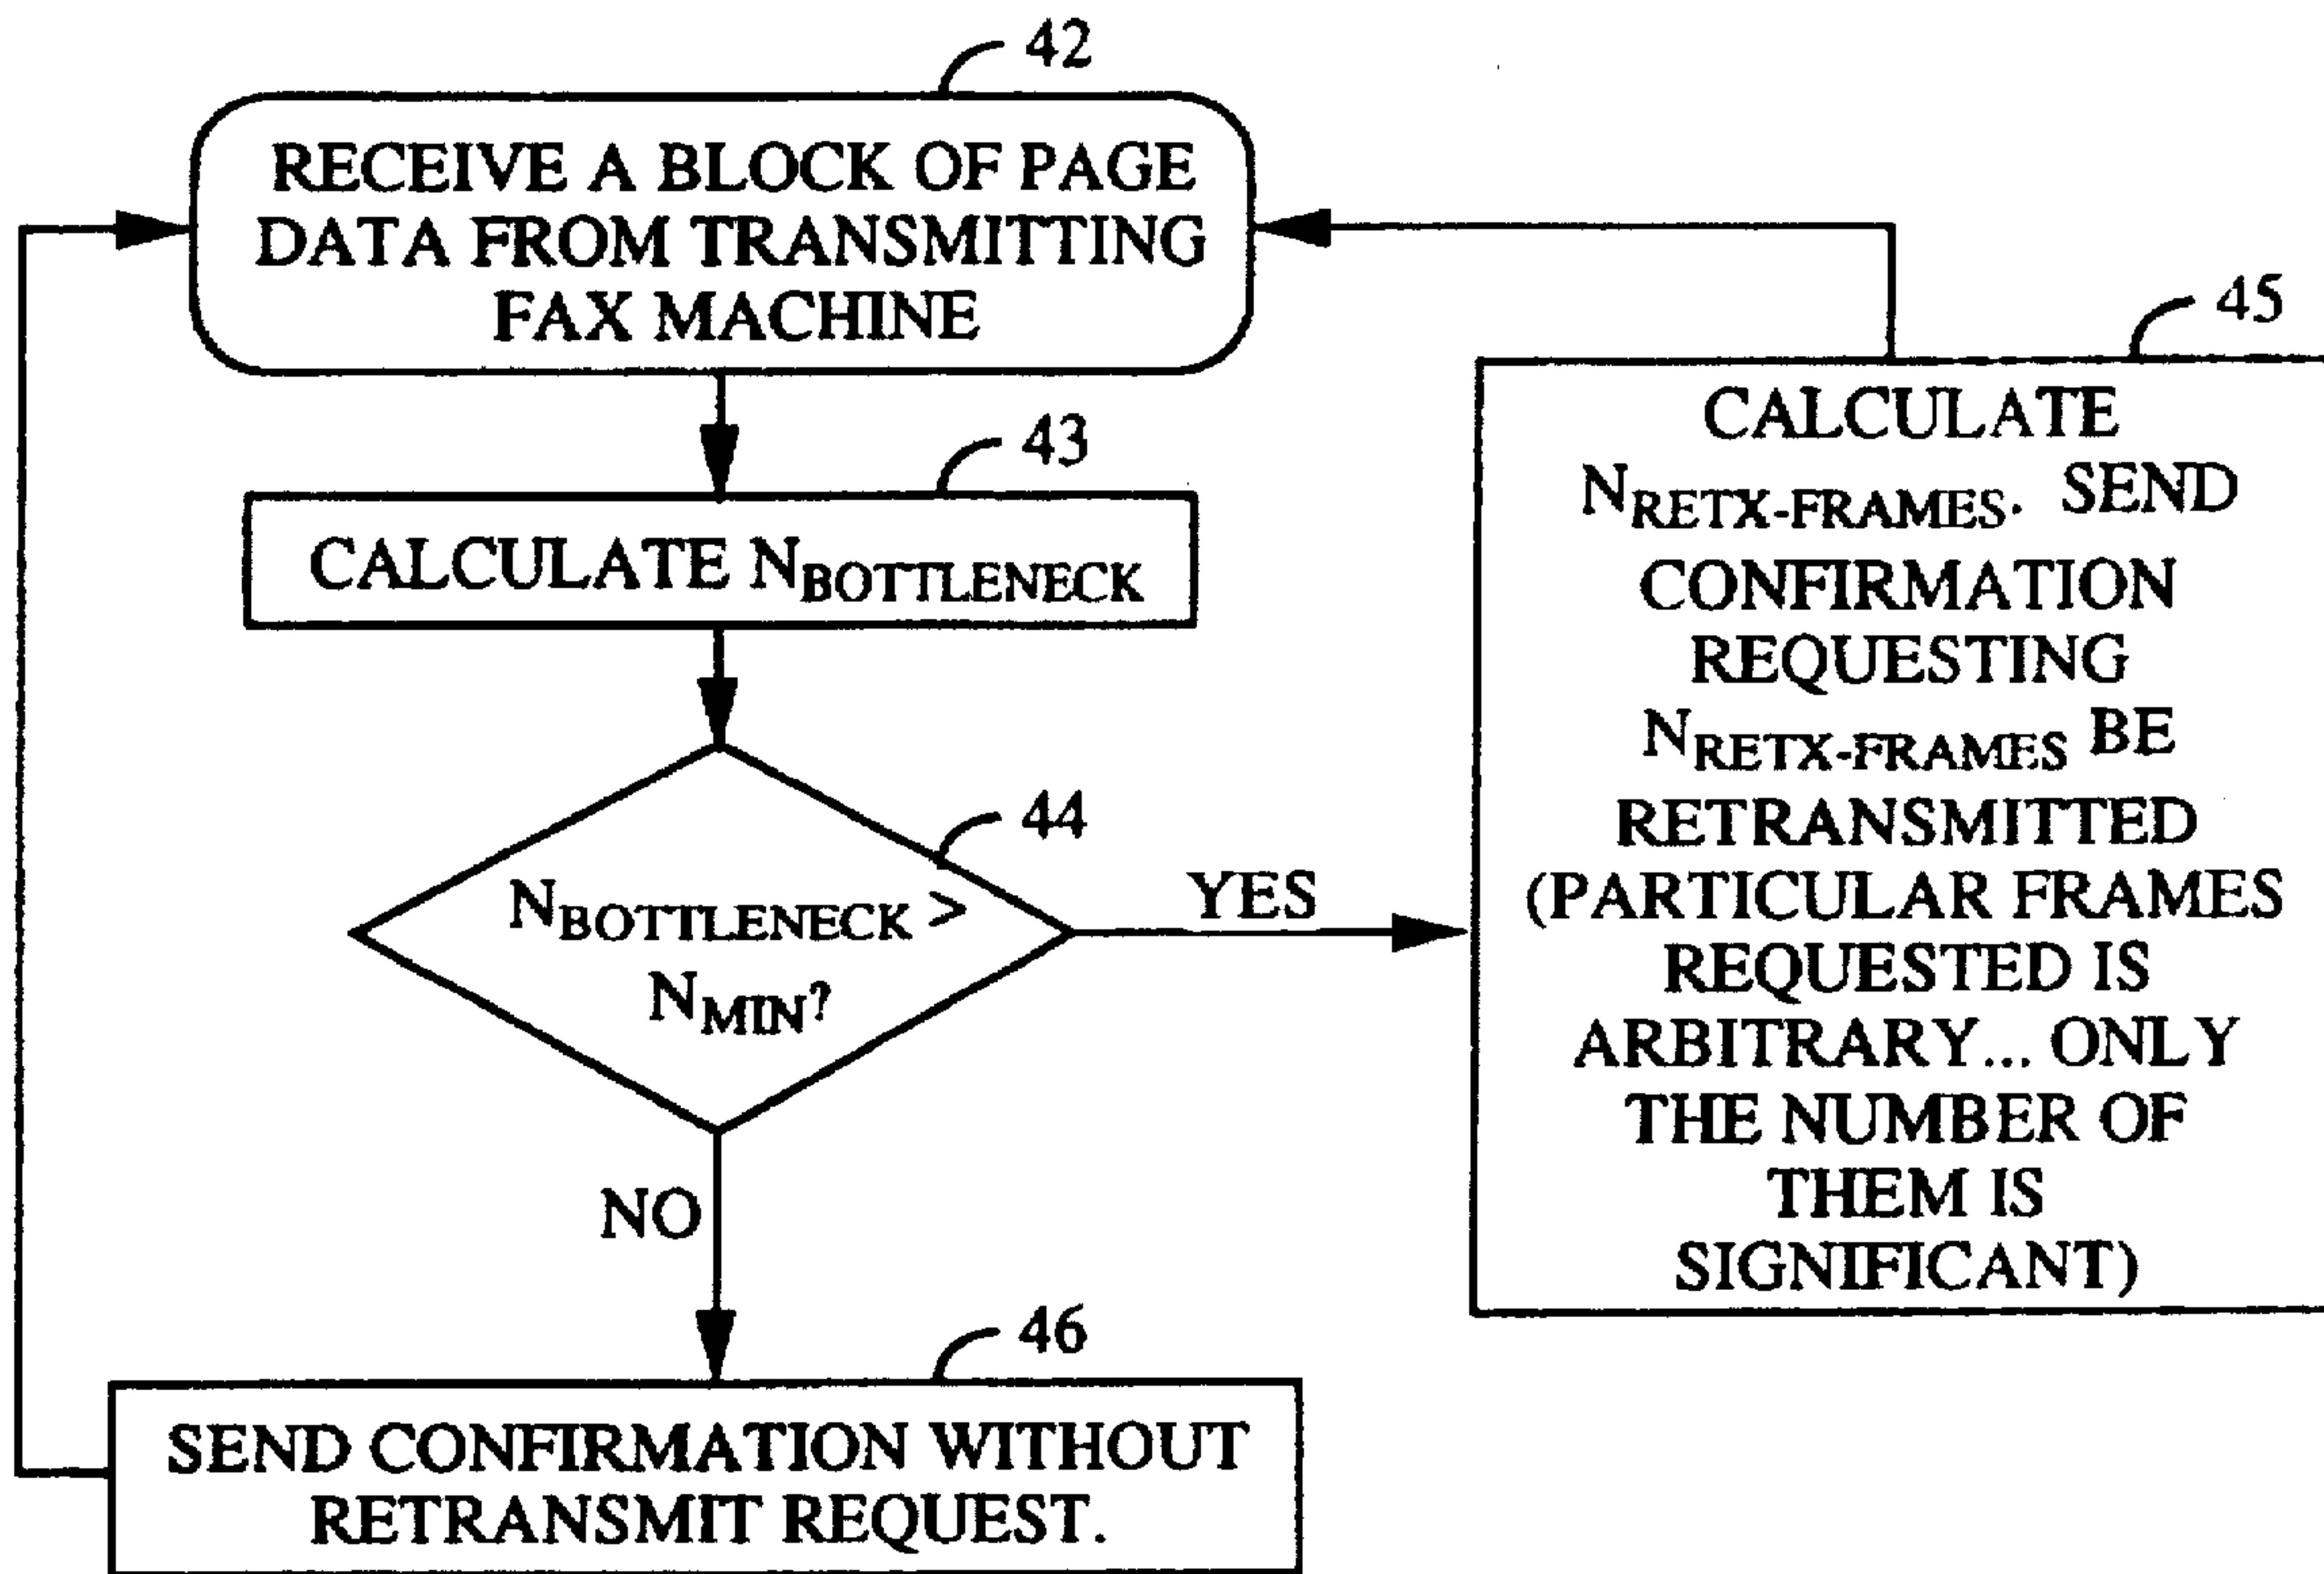 42
RECEIVE A BLOCK OF PAGE
DATA FROM TRANSMITTING
FAX MACHINE
43
CALCULATE NBOTTLENECK
44
NBOTTLENECK >
NMIN?
YES
NO
45
CALCULATE
NRETX-FRAMES. SEND
CONFIRMATION
REQUESTING
NRETX-FRAMES BE
RETRANSMITTED
(PARTICULAR FRAMES
REQUESTED IS
ARBITRARY... ONLY
THE NUMBER OF
THEM IS
SIGNIFICANT)
46
SEND CONFIRMATION WITHOUT
RETRANSMIT REQUEST.